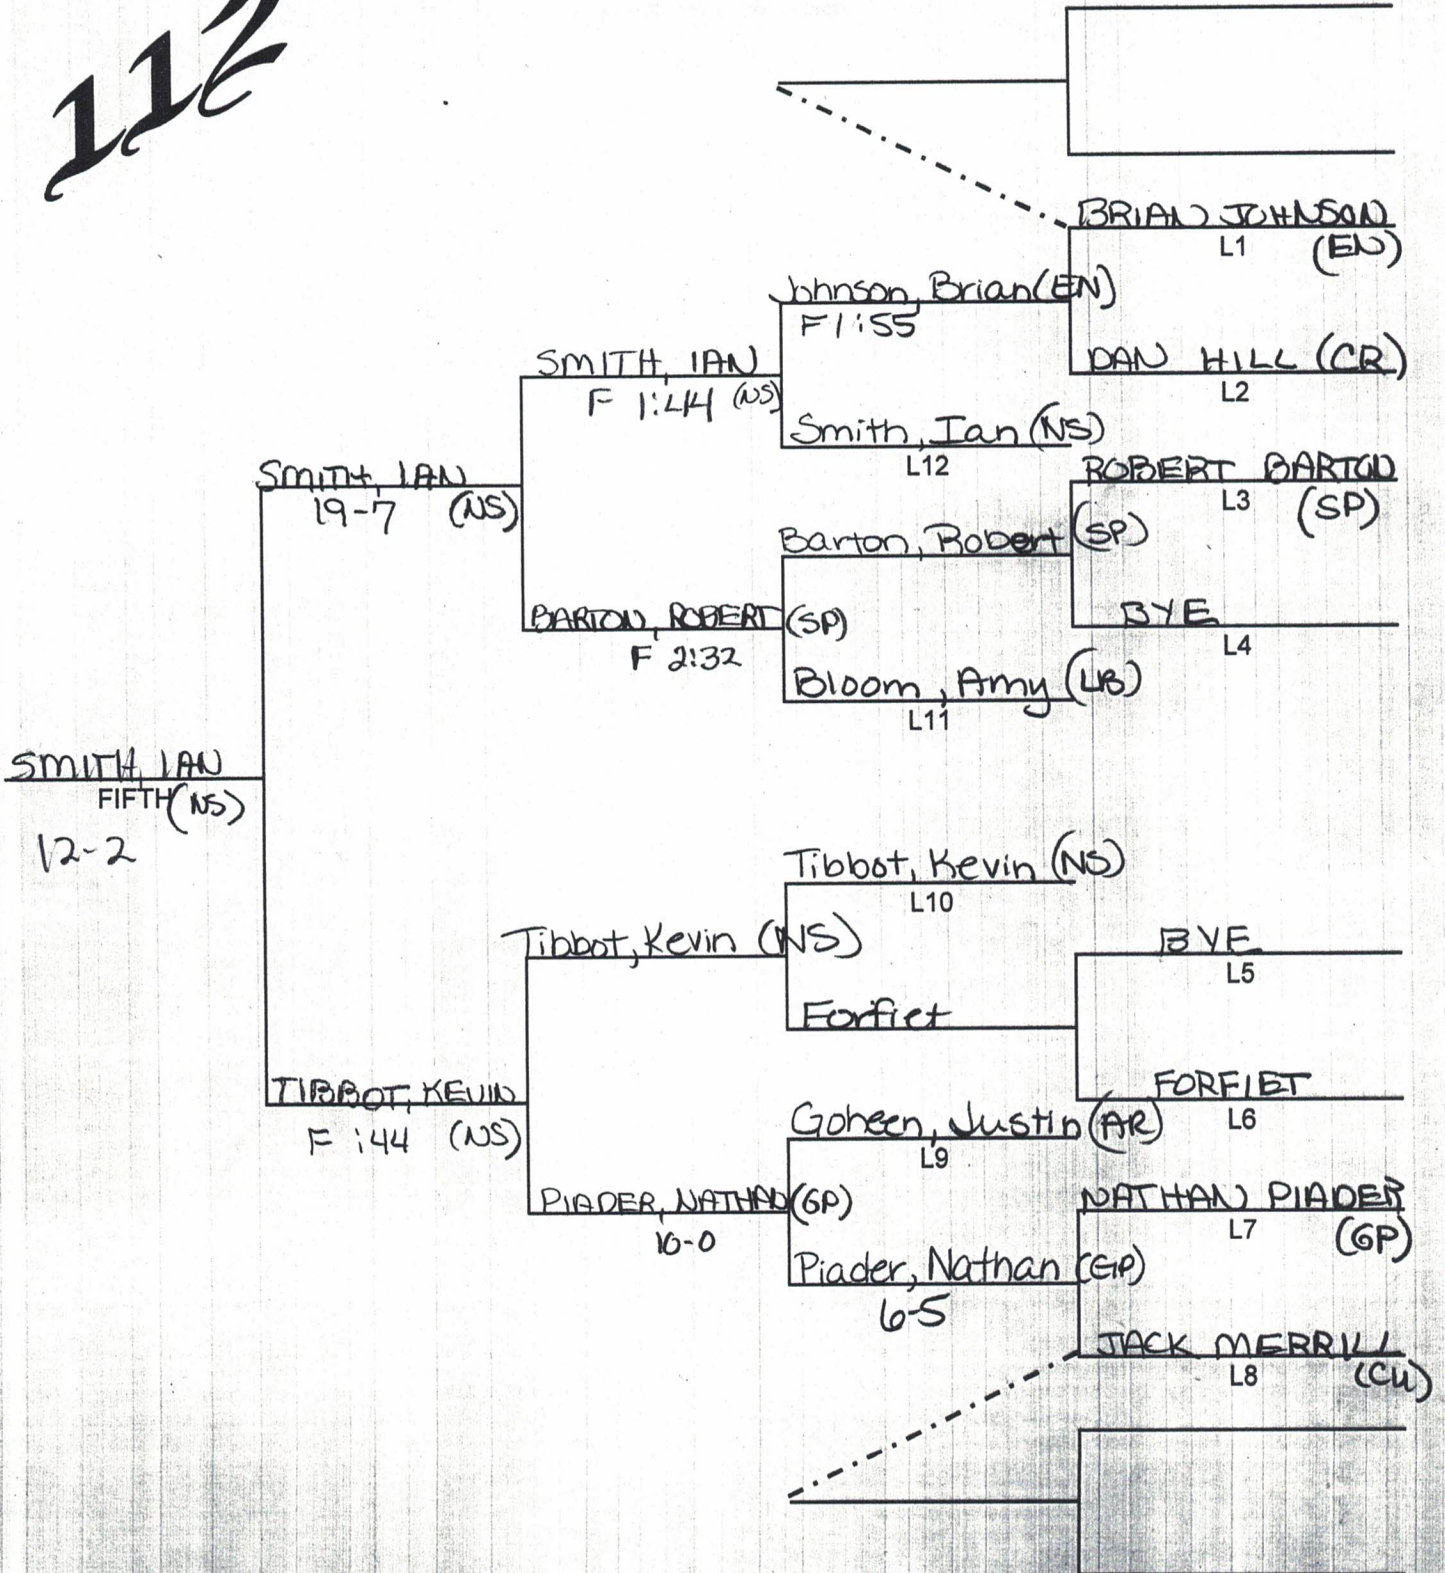 112
BRIAN JOHNSON
L1 (EN)
Johnson, Brian (EN)
F 1:55
SMITH, IAN
F 1:44 (NS)
DAN HILL (CR)
L2
Smith, Ian (NS)
L12
SMITH, IAN
19-7 (NS)
ROBERT BARTON
L3 (SP)
Barton, Robert (SP)
BARTON, ROBERT (SP)
F 2:32
BYE
L4
Bloom, Amy (LB)
L11
SMITH, IAN
FIFTH (NS)
12-2
Tibbot, Kevin (NS)
L10
Tibbot, Kevin (NS)
BYE
L5
Forfiet
TIBBOT, KEVIN
F :44 (NS)
FORFIET
L6
Goheen, Justin (AR)
L9
PIADER, NATHAN (GP)
10-0
NATHAN PIADER
L7 (GP)
Piader, Nathan (GP)
6-5
JACK MERRILL
L8 (CU)